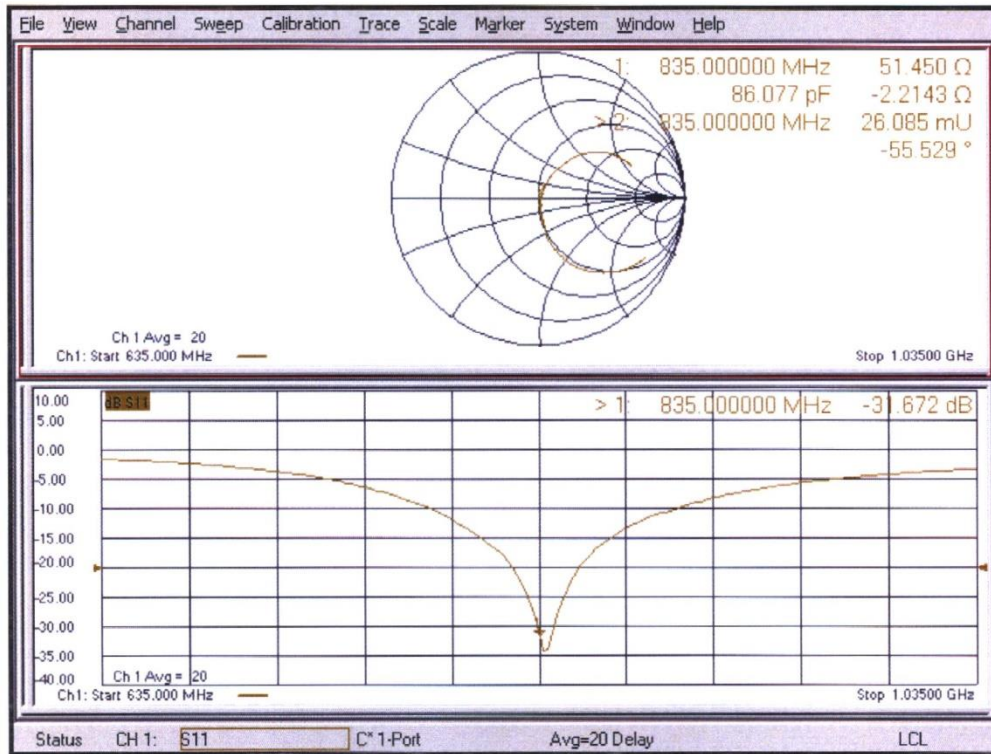 File View Channel Sweep Calibration Trace Scale Marker System Window Help
1: 835.000000 MHz 51.450 Ω
86.077 pF -2.2143 Ω
> 2: 835.000000 MHz 26.085 mU
-55.529 °
Ch 1 Avg = 20
Ch1: Start 635.000 MHz Stop 1.03500 GHz
10.00 dB S11 > 1: 835.000000 MHz -31.672 dB
5.00
0.00
-5.00
-10.00
-15.00
-20.00
-25.00
-30.00
-35.00
-40.00 Ch 1 Avg = 20
Ch1: Start 635.000 MHz Stop 1.03500 GHz
Status CH 1: S11 C* 1-Port Avg=20 Delay LCL